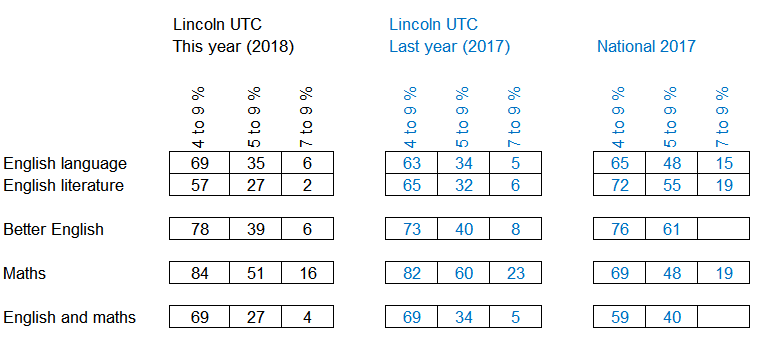 Lincoln UTC Lincoln UTC
This year (2018) Last year (2017) National 2017
4 to 9 % 5 to 9 % 7 to 9 % 4 to 9 % 5 to 9 % 7 to 9 % 4 to 9 % 5 to 9 % 7 to 9 %
English language 69 35 6 63 34 5 65 48 15
English literature 57 27 2 65 32 6 72 55 19
Better English 78 39 6 73 40 8 76 61
Maths 84 51 16 82 60 23 69 48 19
English and maths 69 27 4 69 34 5 59 40